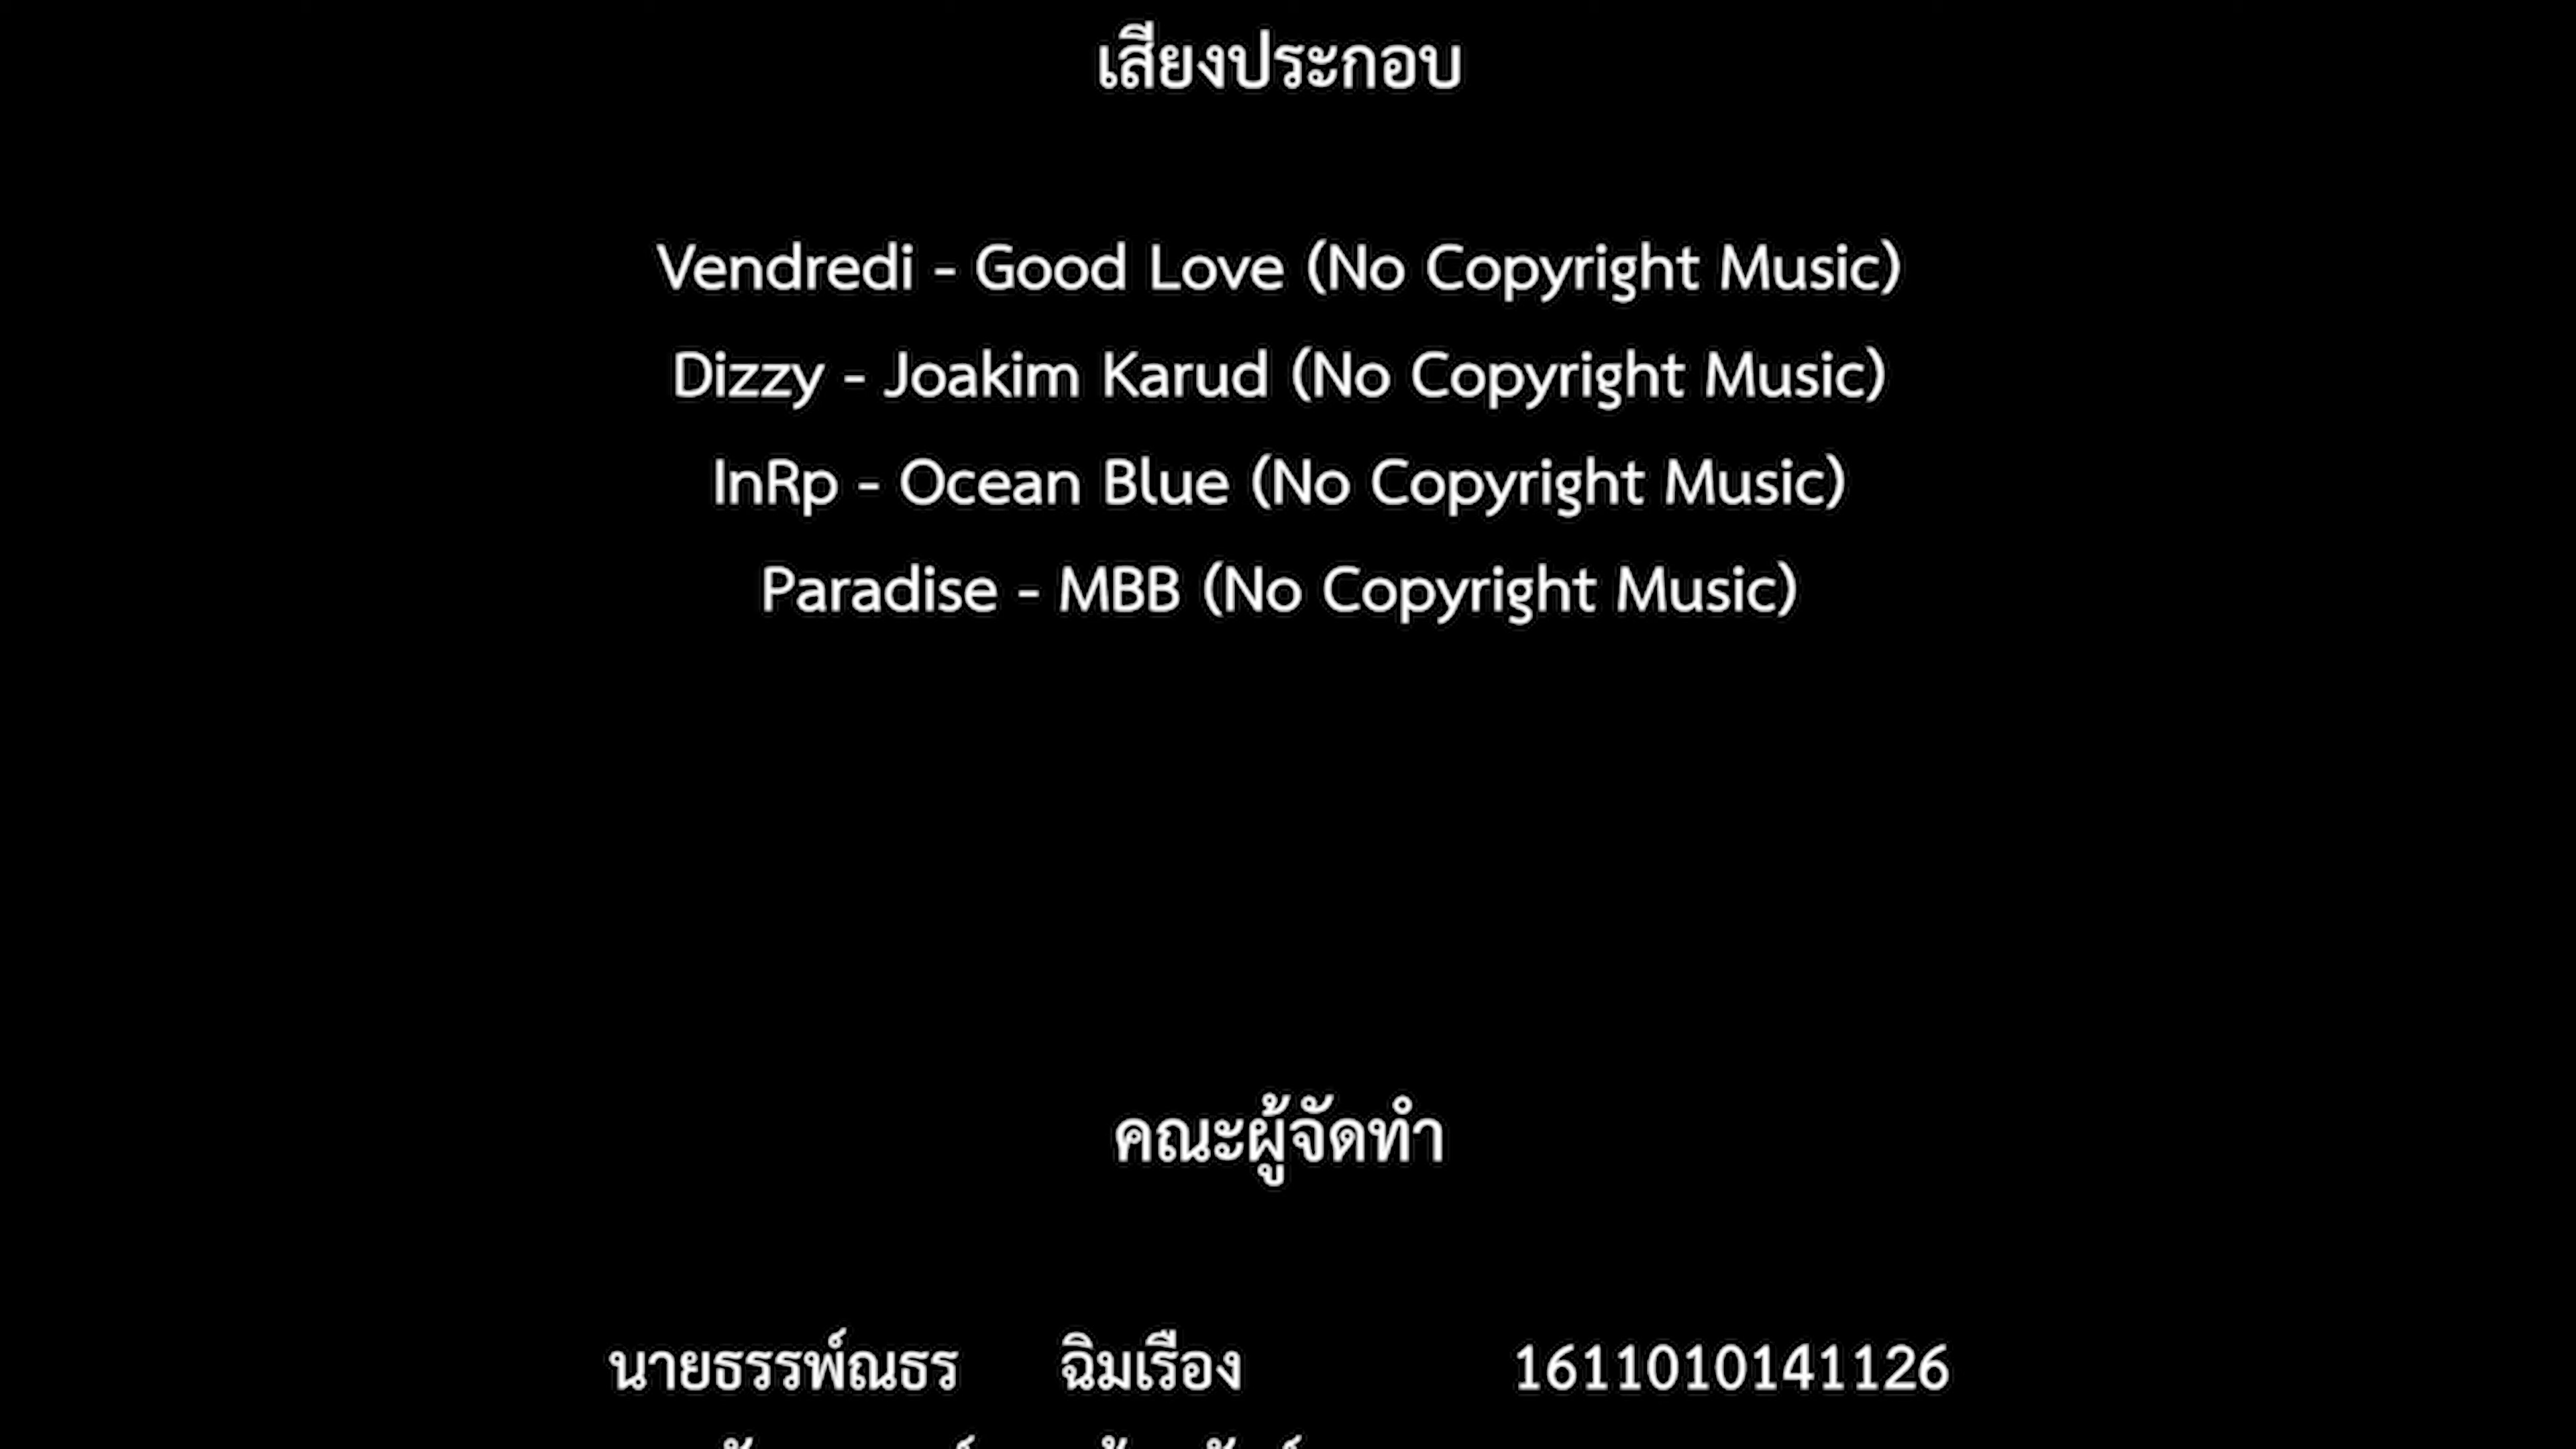 เสียงประกอบ
Vendredi - Good Love (No Copyright Music)
Dizzy - Joakim Karud (No Copyright Music)
InRp - Ocean Blue (No Copyright Music)
Paradise - MBB (No Copyright Music)
คณะผู้จัดทำ
นายธรรพ์ณธร ฉิมเรือง 1611010141126